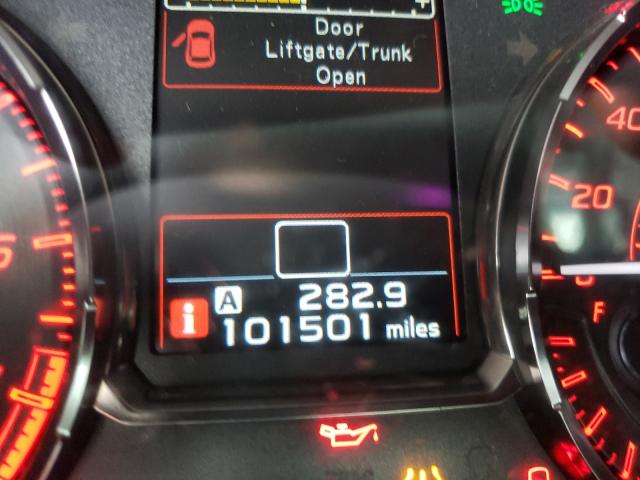 +
Door
Liftgate/Trunk
Open
40
20
A 282.9
i 101501 miles
F